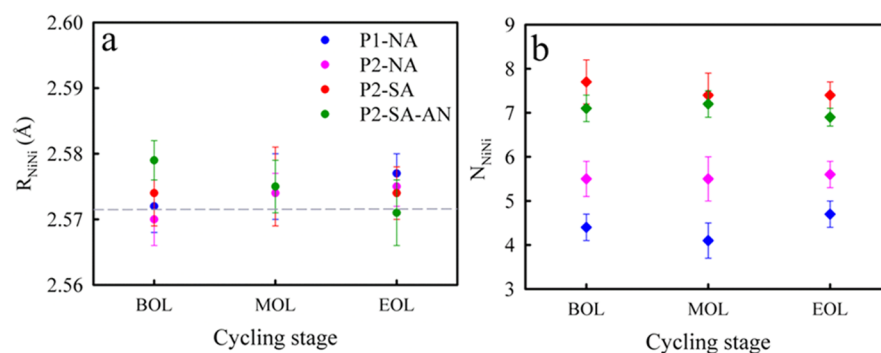 a
P1-NA
P2-NA
P2-SA
P2-SA-AN
R_NiNi (Å)
2.60
2.59
2.58
2.57
2.56
BOL MOL EOL
Cycling stage
b
N_NiNi
9
8
7
6
5
4
3
BOL MOL EOL
Cycling stage